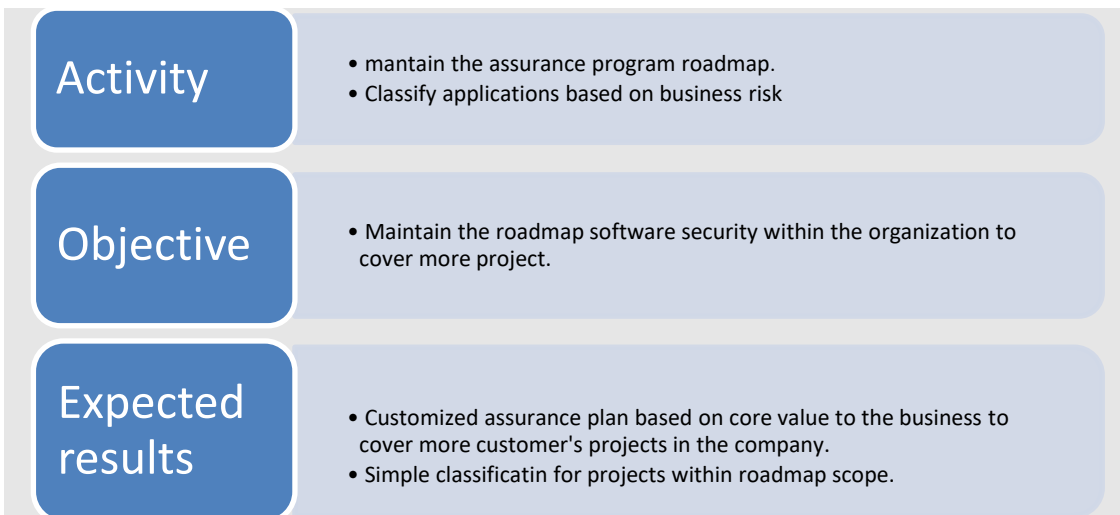 Activity
• mantain the assurance program roadmap.
• Classify applications based on business risk
Objective
• Maintain the roadmap software security within the organization to
cover more project.
Expected
results
• Customized assurance plan based on core value to the business to
cover more customer's projects in the company.
• Simple classificatin for projects within roadmap scope.